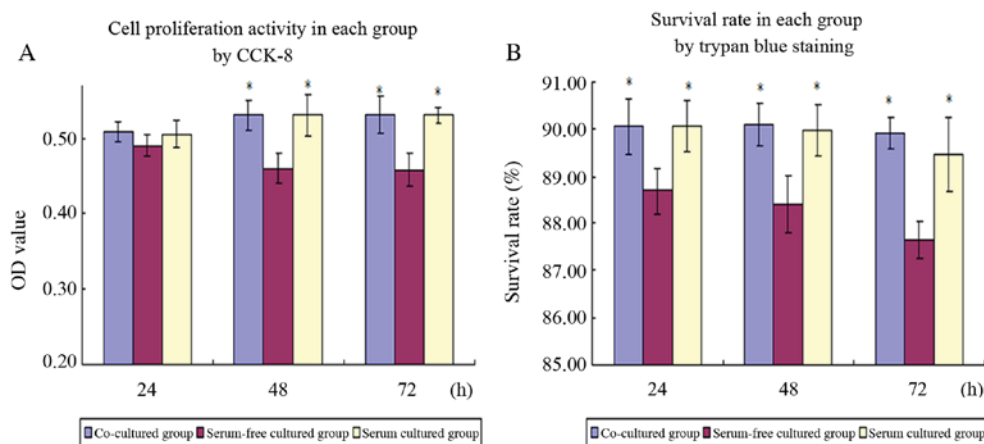 A
Cell proliferation activity in each group
by CCK-8
OD value
0.50
0.40
0.20
* * * *
24 48 72 (h)
Co-cultured group Serum-free cultured group Serum cultured group
B
Survival rate in each group
by trypan blue staining
Survival rate (%)
91.00
90.00
89.00
88.00
87.00
86.00
85.00
* * * * * *
24 48 72 (h)
Co-cultured group Serum-free cultured group Serum cultured group